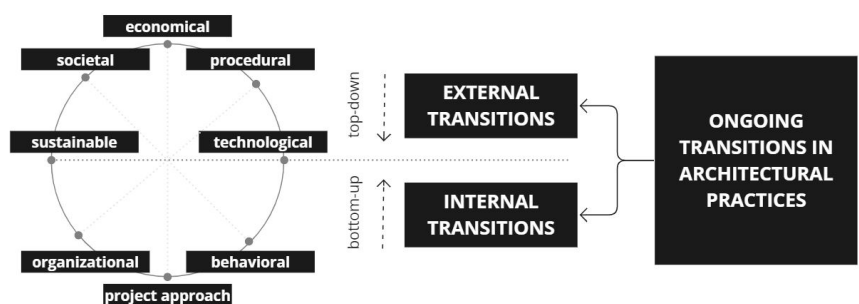 economical
societal
procedural
sustainable
technological
organizational
behavioral
project approach
top-down
bottom-up
EXTERNAL
TRANSITIONS
INTERNAL
TRANSITIONS
ONGOING
TRANSITIONS IN
ARCHITECTURAL
PRACTICES